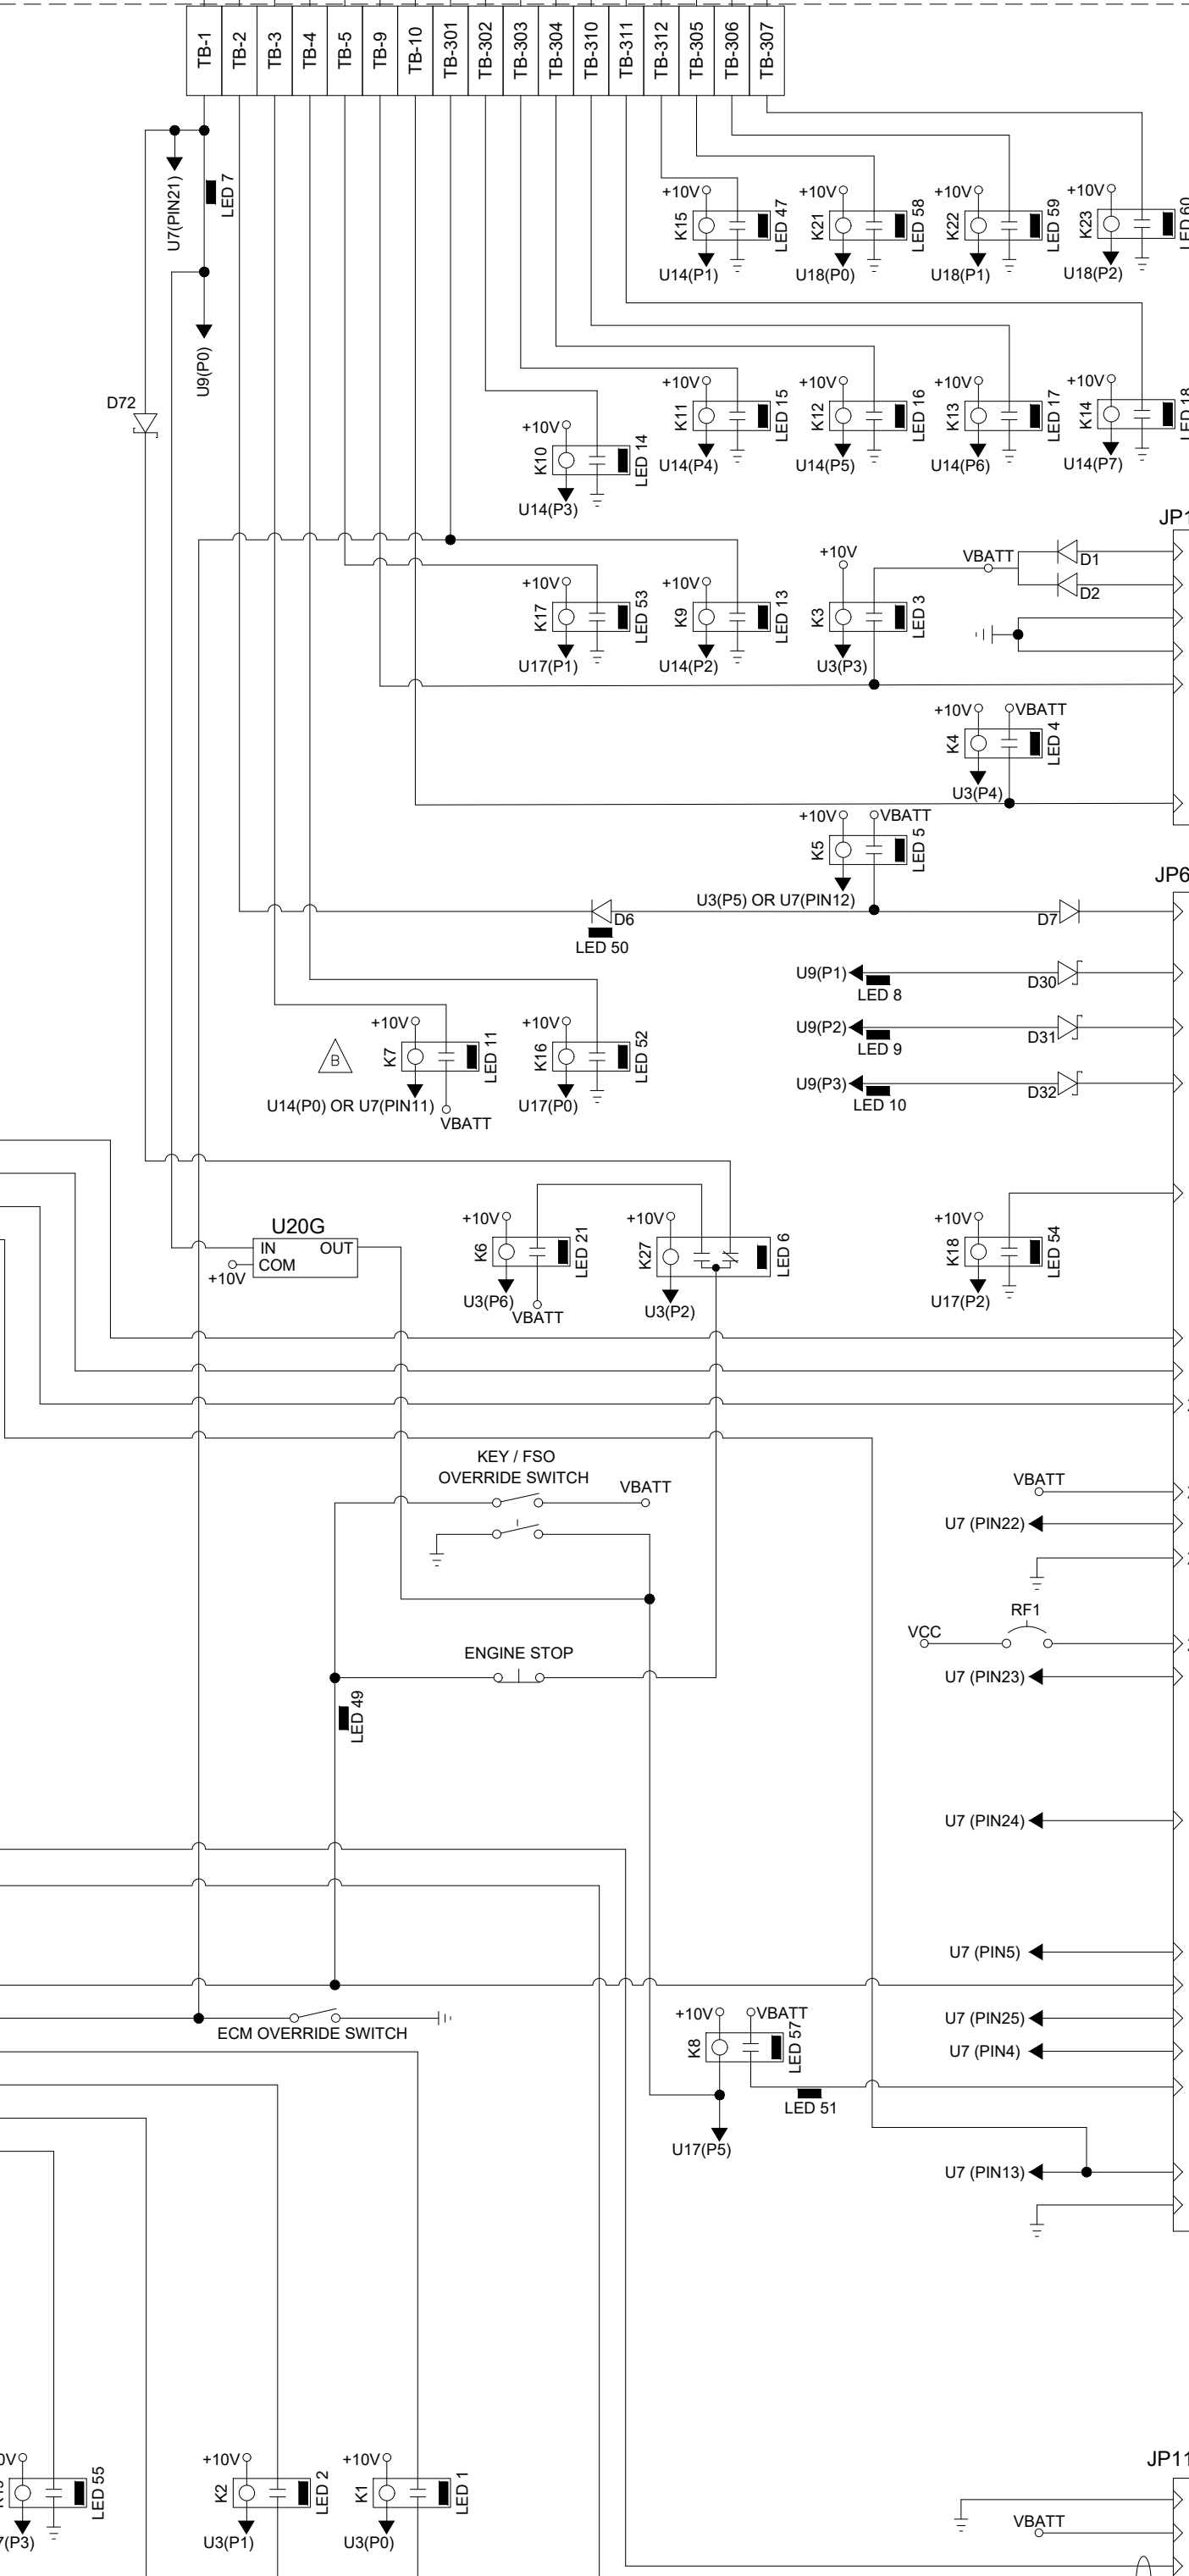 TB-1
TB-2
TB-3
TB-4
TB-5
TB-9
TB-10
TB-301
TB-302
TB-303
TB-304
TB-310
TB-311
TB-312
TB-305
TB-306
TB-307
U7(PIN21)
LED 7
U9(P0)
D72
+10V
K15
LED 47
U14(P1)
+10V
K21
LED 58
U18(P0)
+10V
K22
LED 59
U18(P1)
+10V
K23
LED 60
U18(P2)
+10V
K11
LED 15
U14(P4)
+10V
K12
LED 16
U14(P5)
+10V
K13
LED 17
U14(P6)
+10V
K14
LED 18
U14(P7)
+10V
K10
LED 14
U14(P3)
JP1
+10V
K17
LED 53
U17(P1)
+10V
K9
LED 13
U14(P2)
+10V
K3
LED 3
U3(P3)
VBATT
D1
D2
+10V
VBATT
K4
LED 4
U3(P4)
+10V
VBATT
K5
LED 5
U3(P5) OR U7(PIN12)
JP6
D6
LED 50
D7
U9(P1)
LED 8
D30
U9(P2)
LED 9
D31
U9(P3)
LED 10
D32
B
+10V
K7
LED 11
U14(P0) OR U7(PIN11)
VBATT
+10V
K16
LED 52
U17(P0)
U20G
IN
OUT
COM
+10V
+10V
K6
LED 21
U3(P6)
VBATT
+10V
K27
LED 6
U3(P2)
+10V
K18
LED 54
U17(P2)
KEY / FSO
OVERRIDE SWITCH
VBATT
VBATT
U7 (PIN22)
RF1
VCC
ENGINE STOP
U7 (PIN23)
LED 49
U7 (PIN24)
U7 (PIN5)
ECM OVERRIDE SWITCH
+10V
VBATT
K8
LED 57
U7 (PIN25)
U7 (PIN4)
LED 51
U17(P5)
U7 (PIN13)
JP11
LED 55
+10V
K2
LED 2
U3(P1)
+10V
K1
LED 1
U3(P0)
VBATT